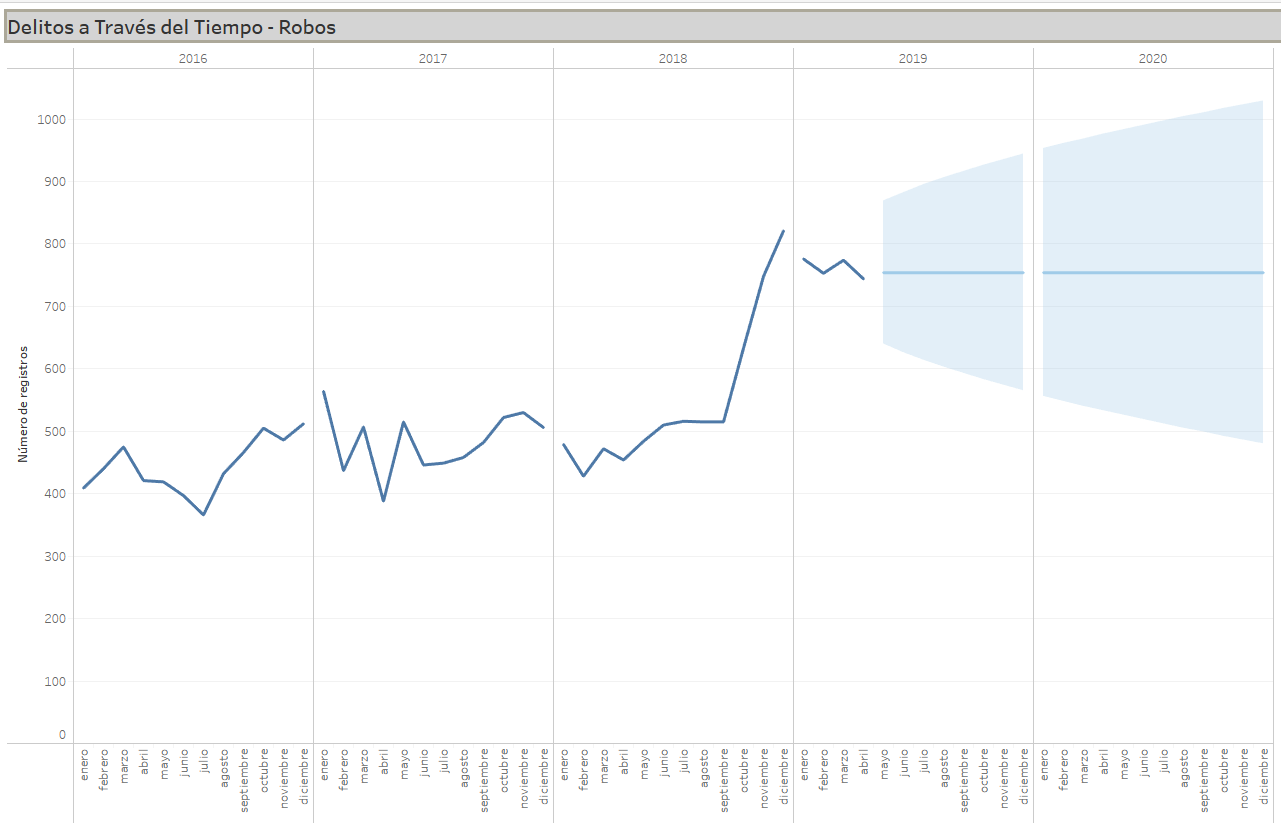 Delitos a Través del Tiempo - Robos
2016 2017 2018 2019 2020
1000
900
800
700
600
500
400
300
200
100
0
Número de registros
enero febrero marzo abril mayo junio julio agosto septiembre octubre noviembre diciembre enero febrero marzo abril mayo junio julio agosto septiembre octubre noviembre diciembre enero febrero marzo abril mayo junio julio agosto septiembre octubre noviembre diciembre enero febrero marzo abril mayo junio julio agosto septiembre octubre noviembre diciembre enero febrero marzo abril mayo junio julio agosto septiembre octubre noviembre diciembre